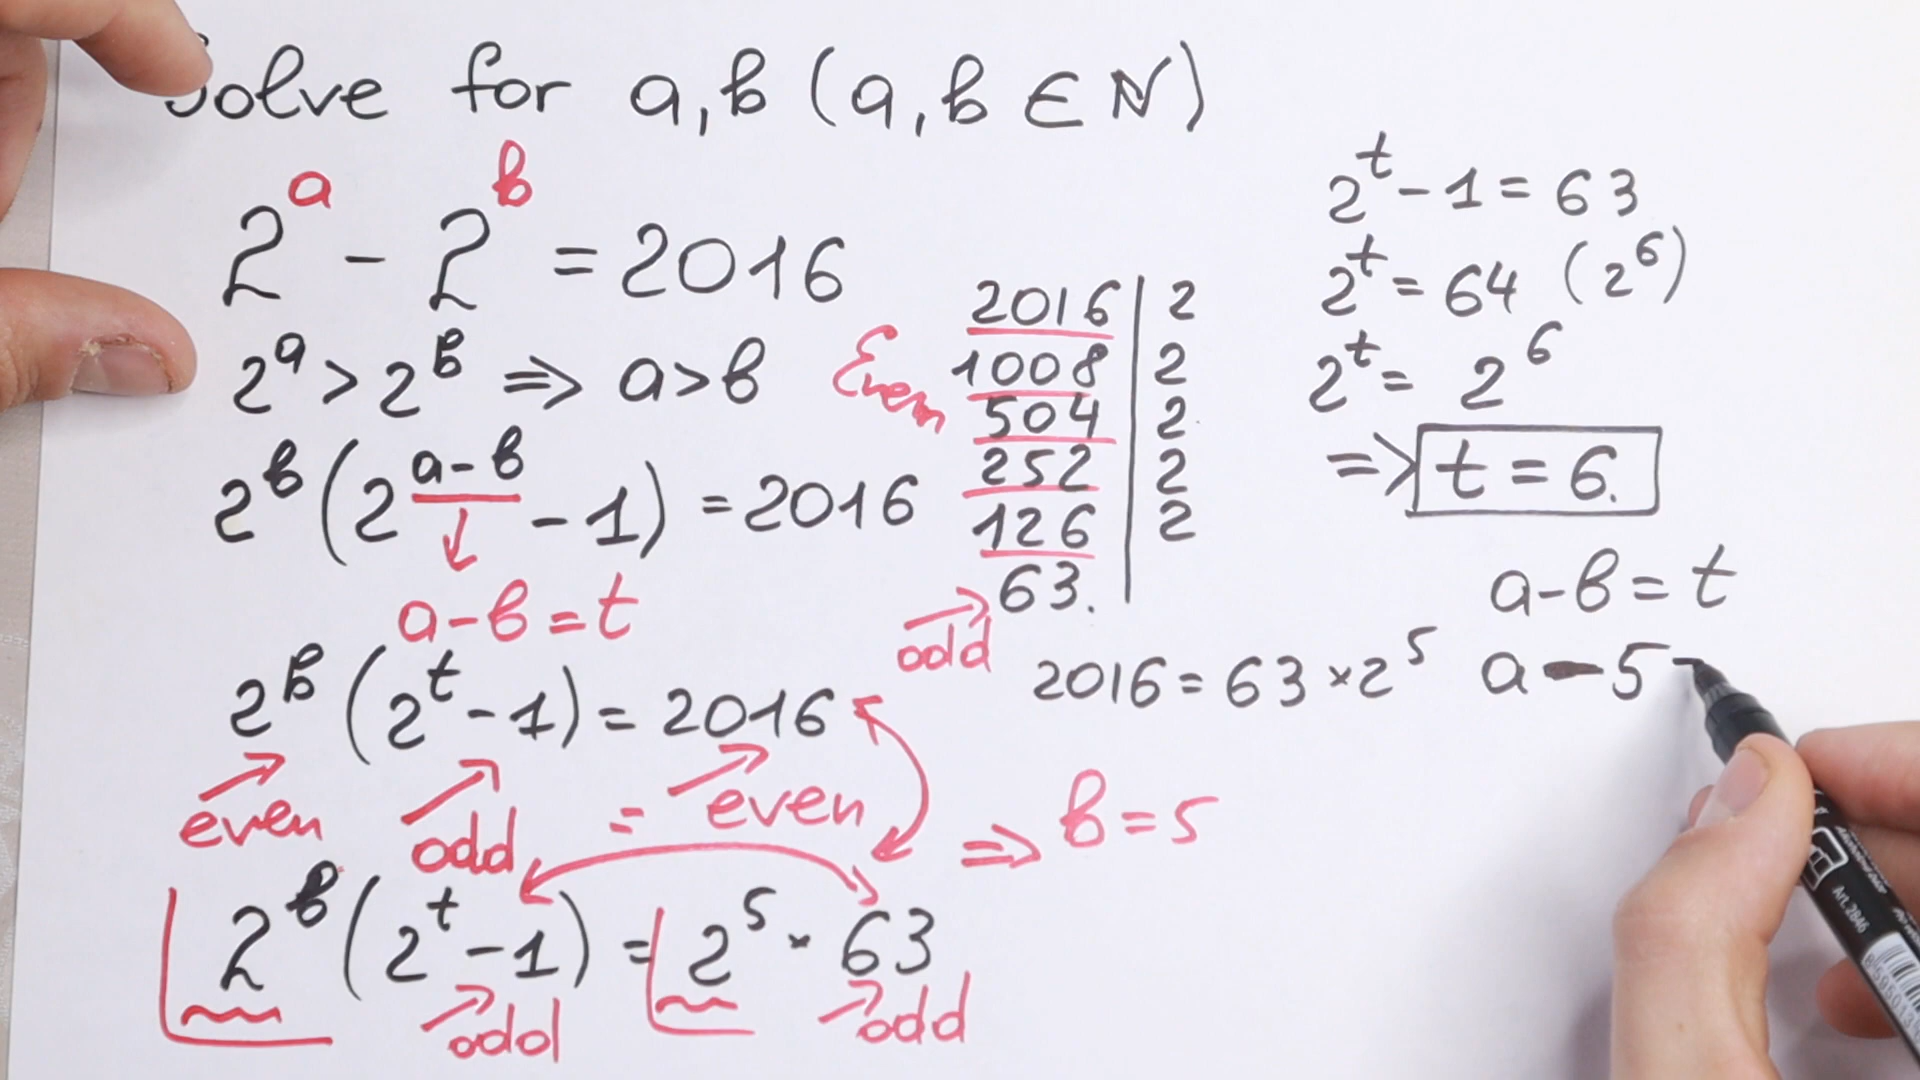 Solve for a,b (a,b ∈ N)
2^a - 2^b = 2016
2^a > 2^b => a>b
2^b (2^(a-b) - 1) = 2016
a-b=t
2^b (2^t - 1) = 2016
even odd = even
2^b (2^t - 1) = 2^5 · 63
odd odd
Even
2016 | 2
1008 | 2
504 | 2
252 | 2
126 | 2
63.
odd
2016 = 63 × 2^5
=> b = 5
2^t - 1 = 63
2^t = 64 (2^6)
2^t = 2^6
=> t = 6.
a-b = t
a - 5 -
Art. 2846